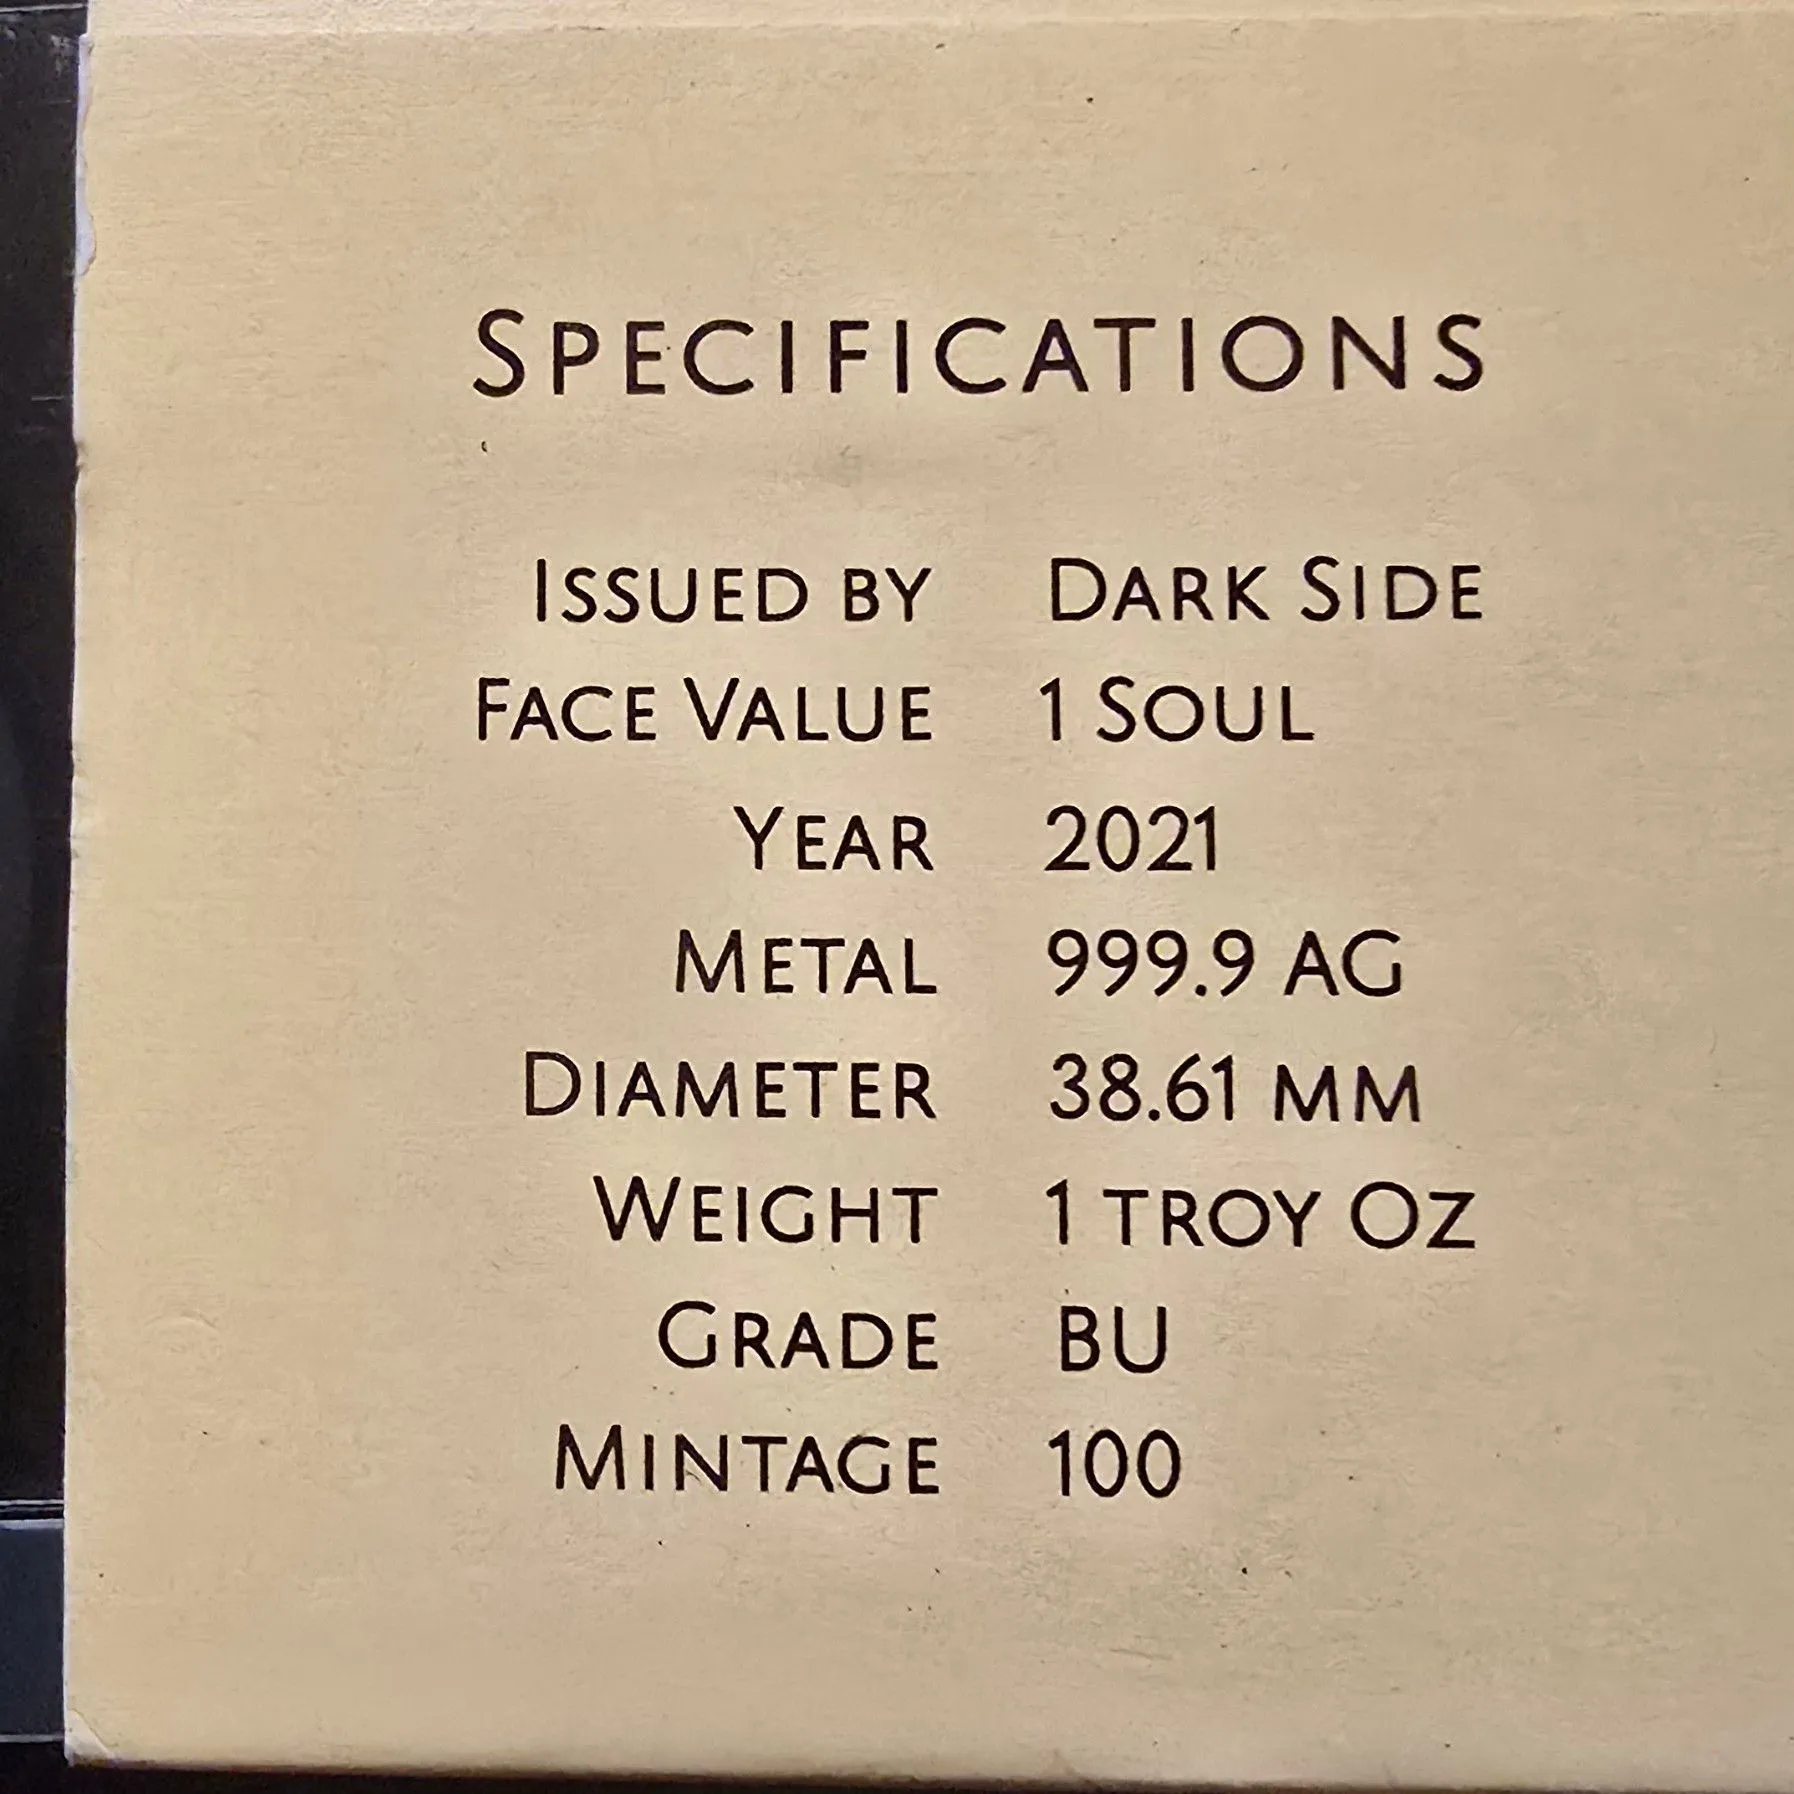 SPECIFICATIONS
ISSUED BY DARK SIDE
FACE VALUE 1 SOUL
YEAR 2021
METAL 999.9 AG
DIAMETER 38.61 MM
WEIGHT 1 TROY OZ
GRADE BU
MINTAGE 100